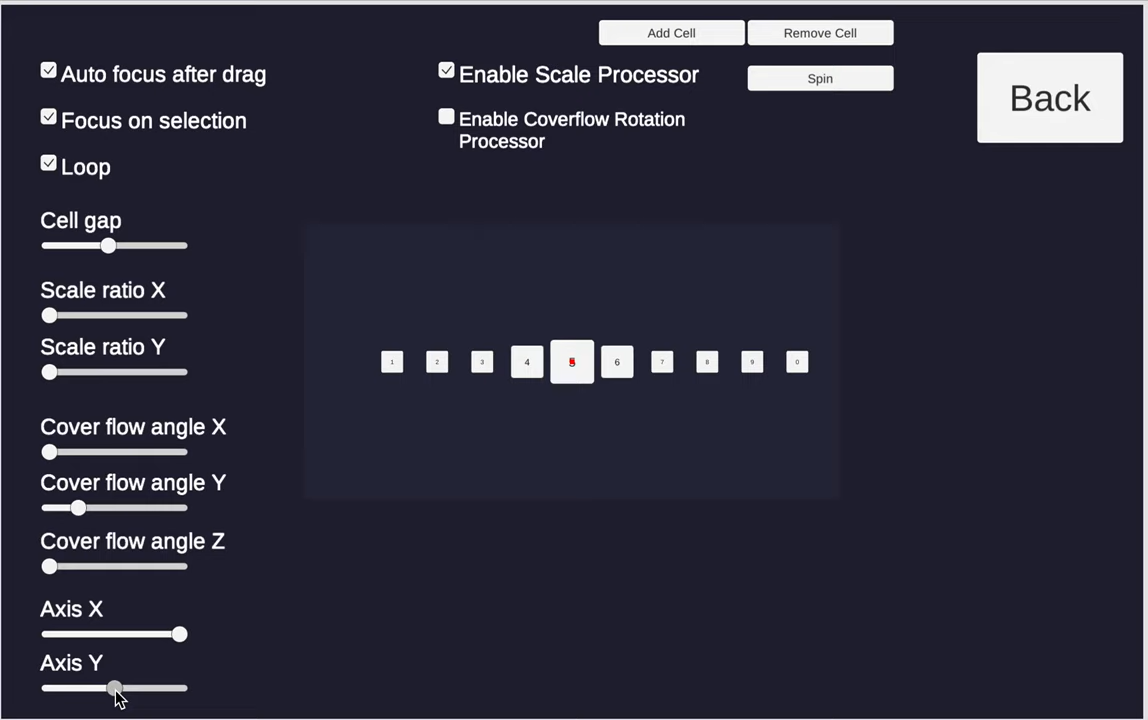 Add Cell
Remove Cell
Auto focus after drag
Enable Scale Processor
Spin
Back
Focus on selection
Enable Coverflow Rotation
Processor
Loop
Cell gap
Scale ratio X
Scale ratio Y
1 2 3 4 5 6 7 8 9 0
Cover flow angle X
Cover flow angle Y
Cover flow angle Z
Axis X
Axis Y